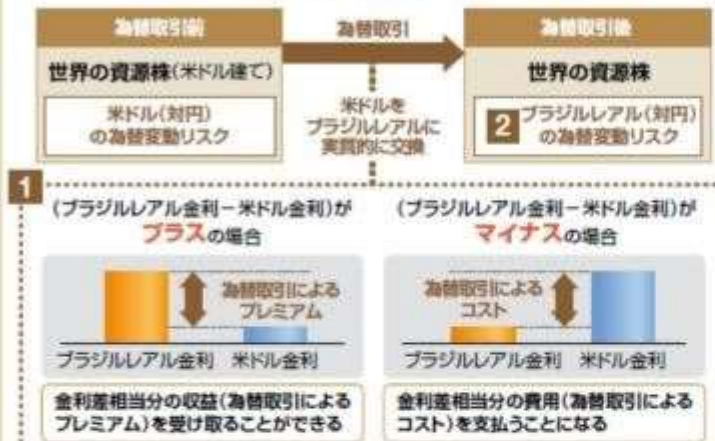 為替取引前
為替取引
為替取引後
世界の資源株(米ドル建て)
世界の資源株
米ドル(対円)
の為替変動リスク
米ドルを
ブラジルレアルに
実質的に交換
2 ブラジルレアル(対円)
の為替変動リスク
1
(ブラジルレアル金利－米ドル金利)が
プラスの場合
(ブラジルレアル金利－米ドル金利)が
マイナスの場合
為替取引による
プレミアム
為替取引による
コスト
ブラジルレアル金利 米ドル金利
ブラジルレアル金利 米ドル金利
金利差相当分の収益(為替取引による
プレミアム)を受け取ることができる
金利差相当分の費用(為替取引による
コスト)を支払うことになる